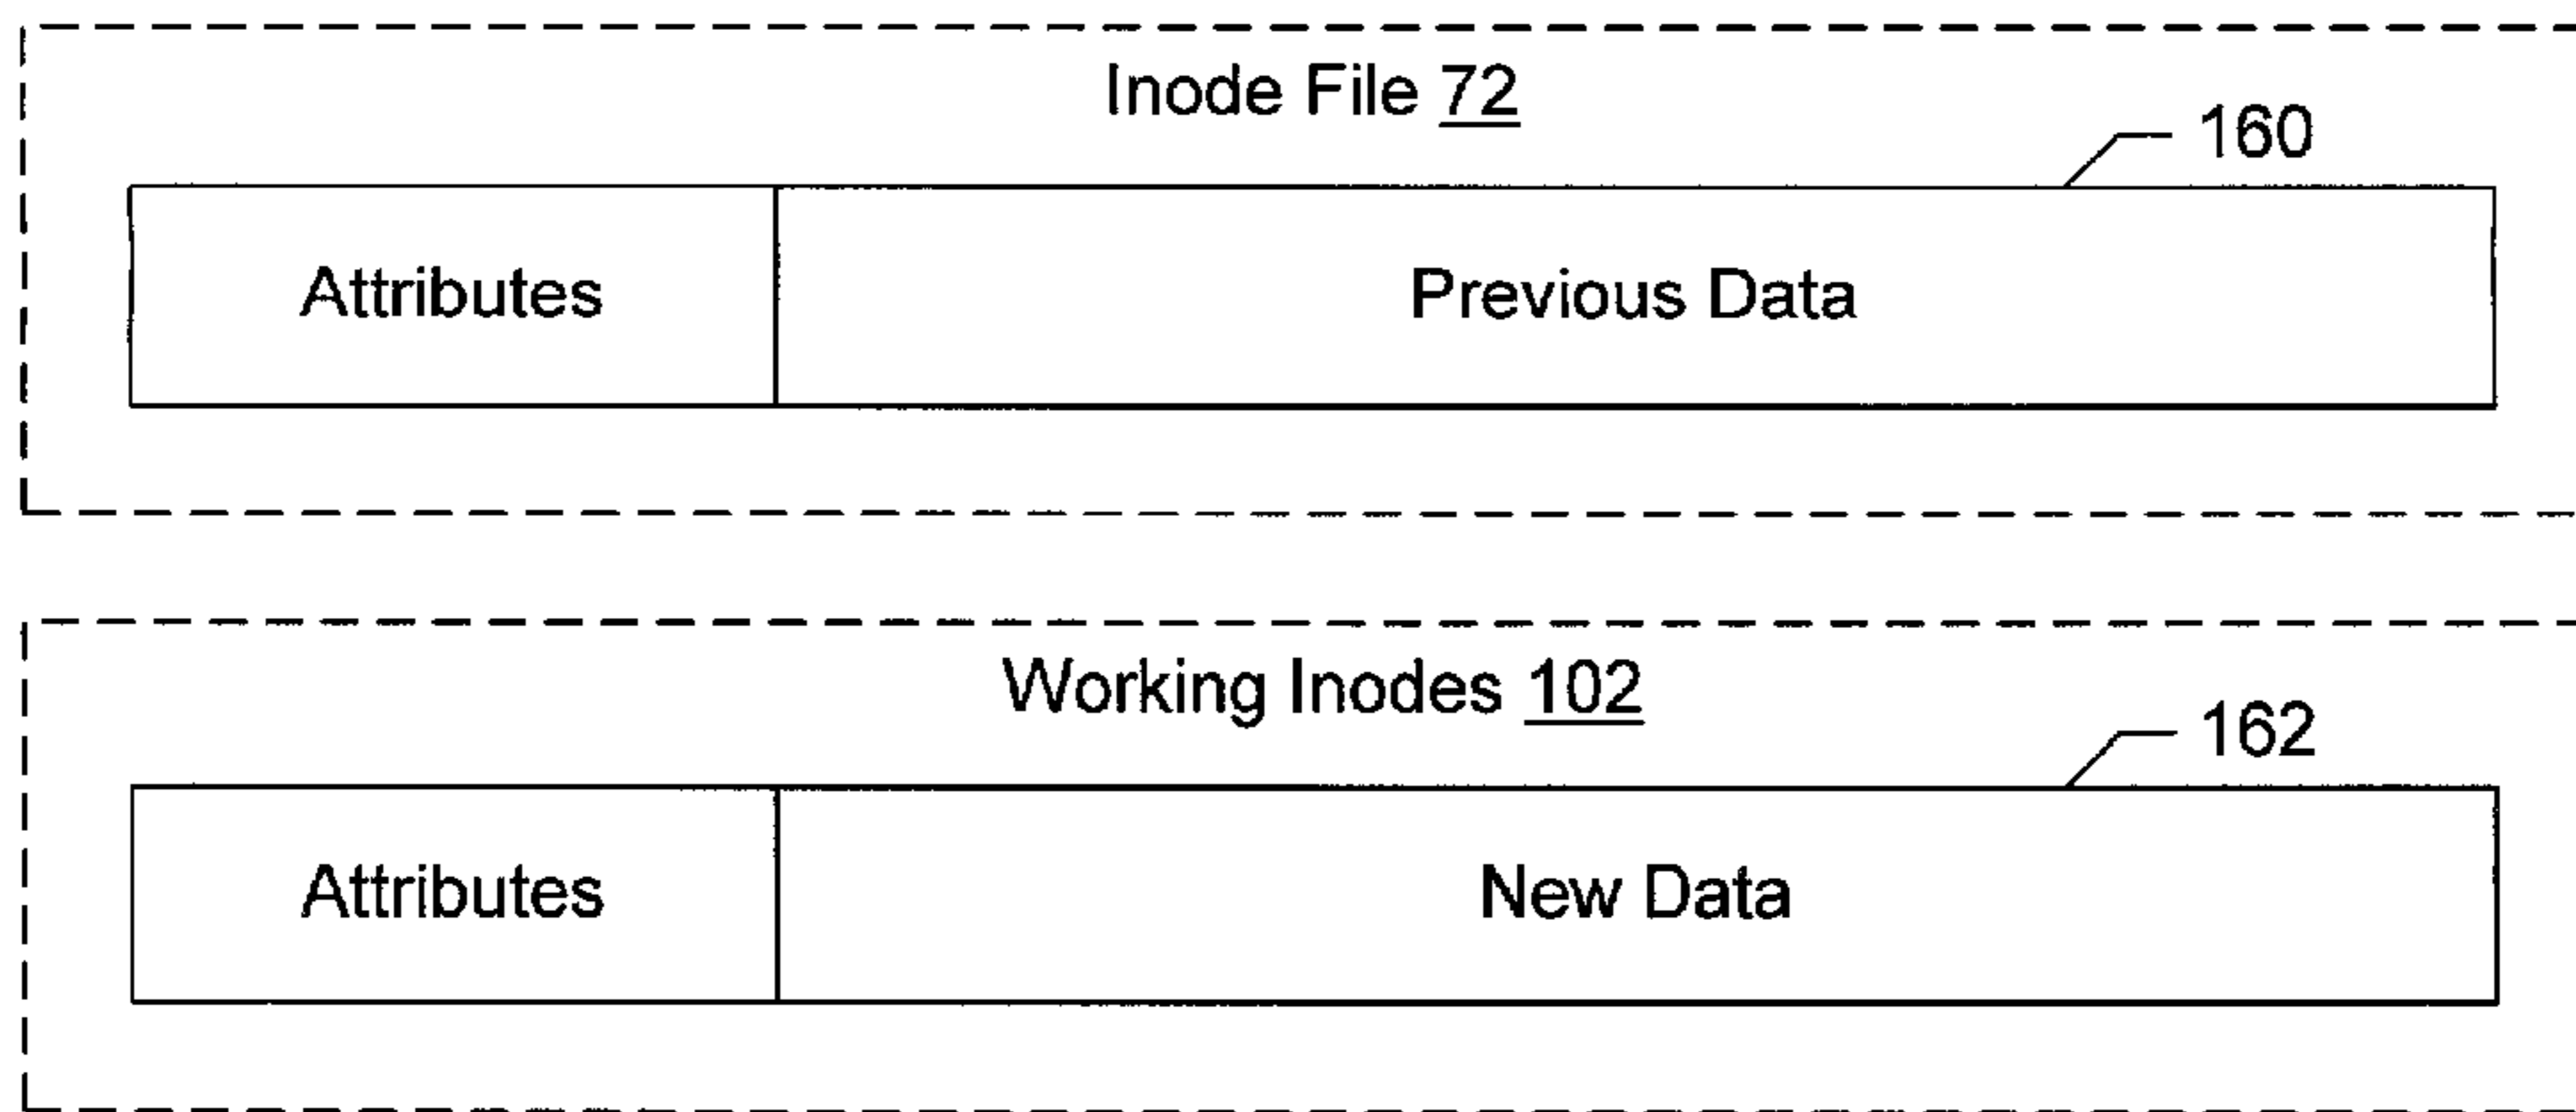 Inode File 72
160
Attributes
Previous Data
Working Inodes 102
162
Attributes
New Data